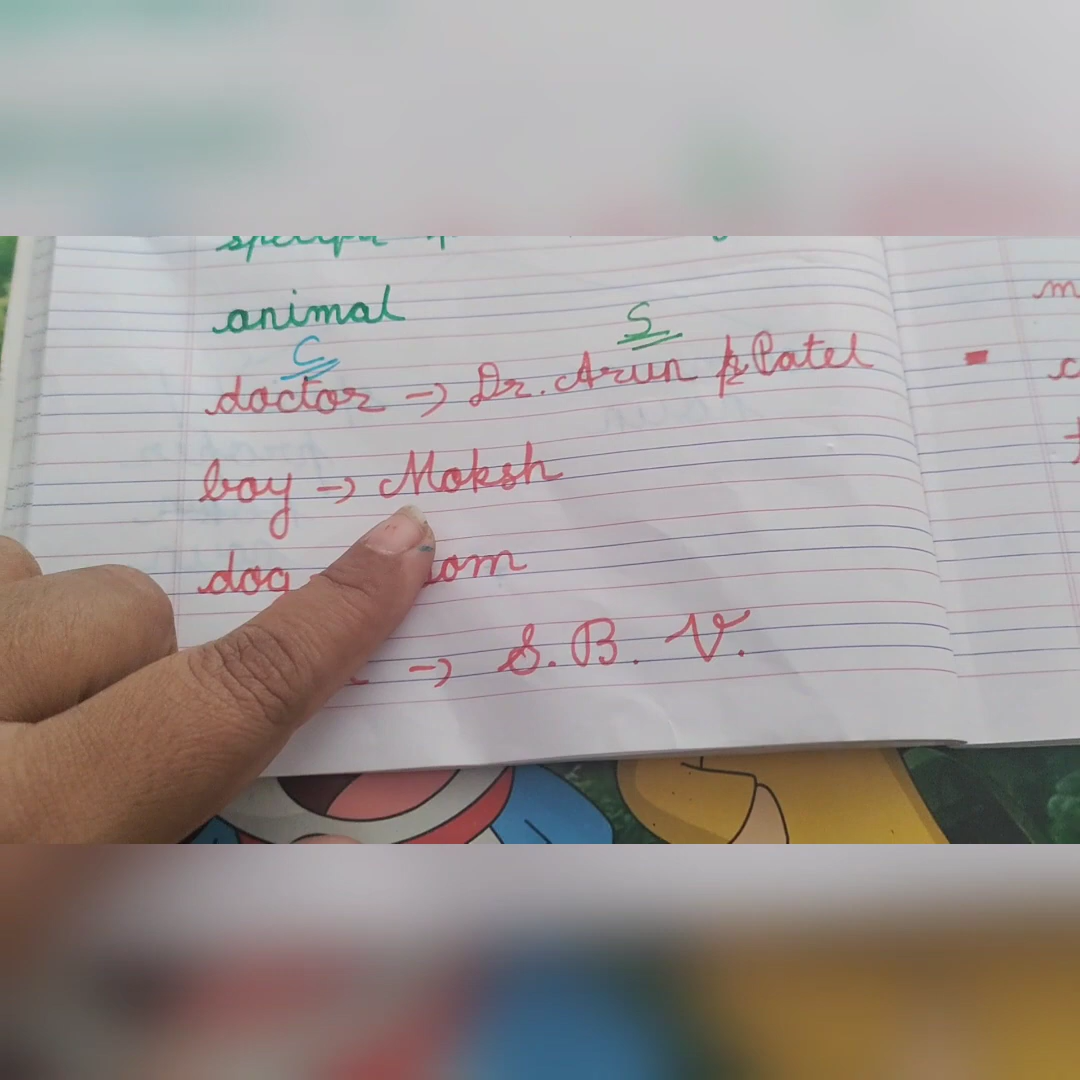 animal
C S
doctor → Dr. Arun Patel
boy → Moksh
dog
→ S. B. V.